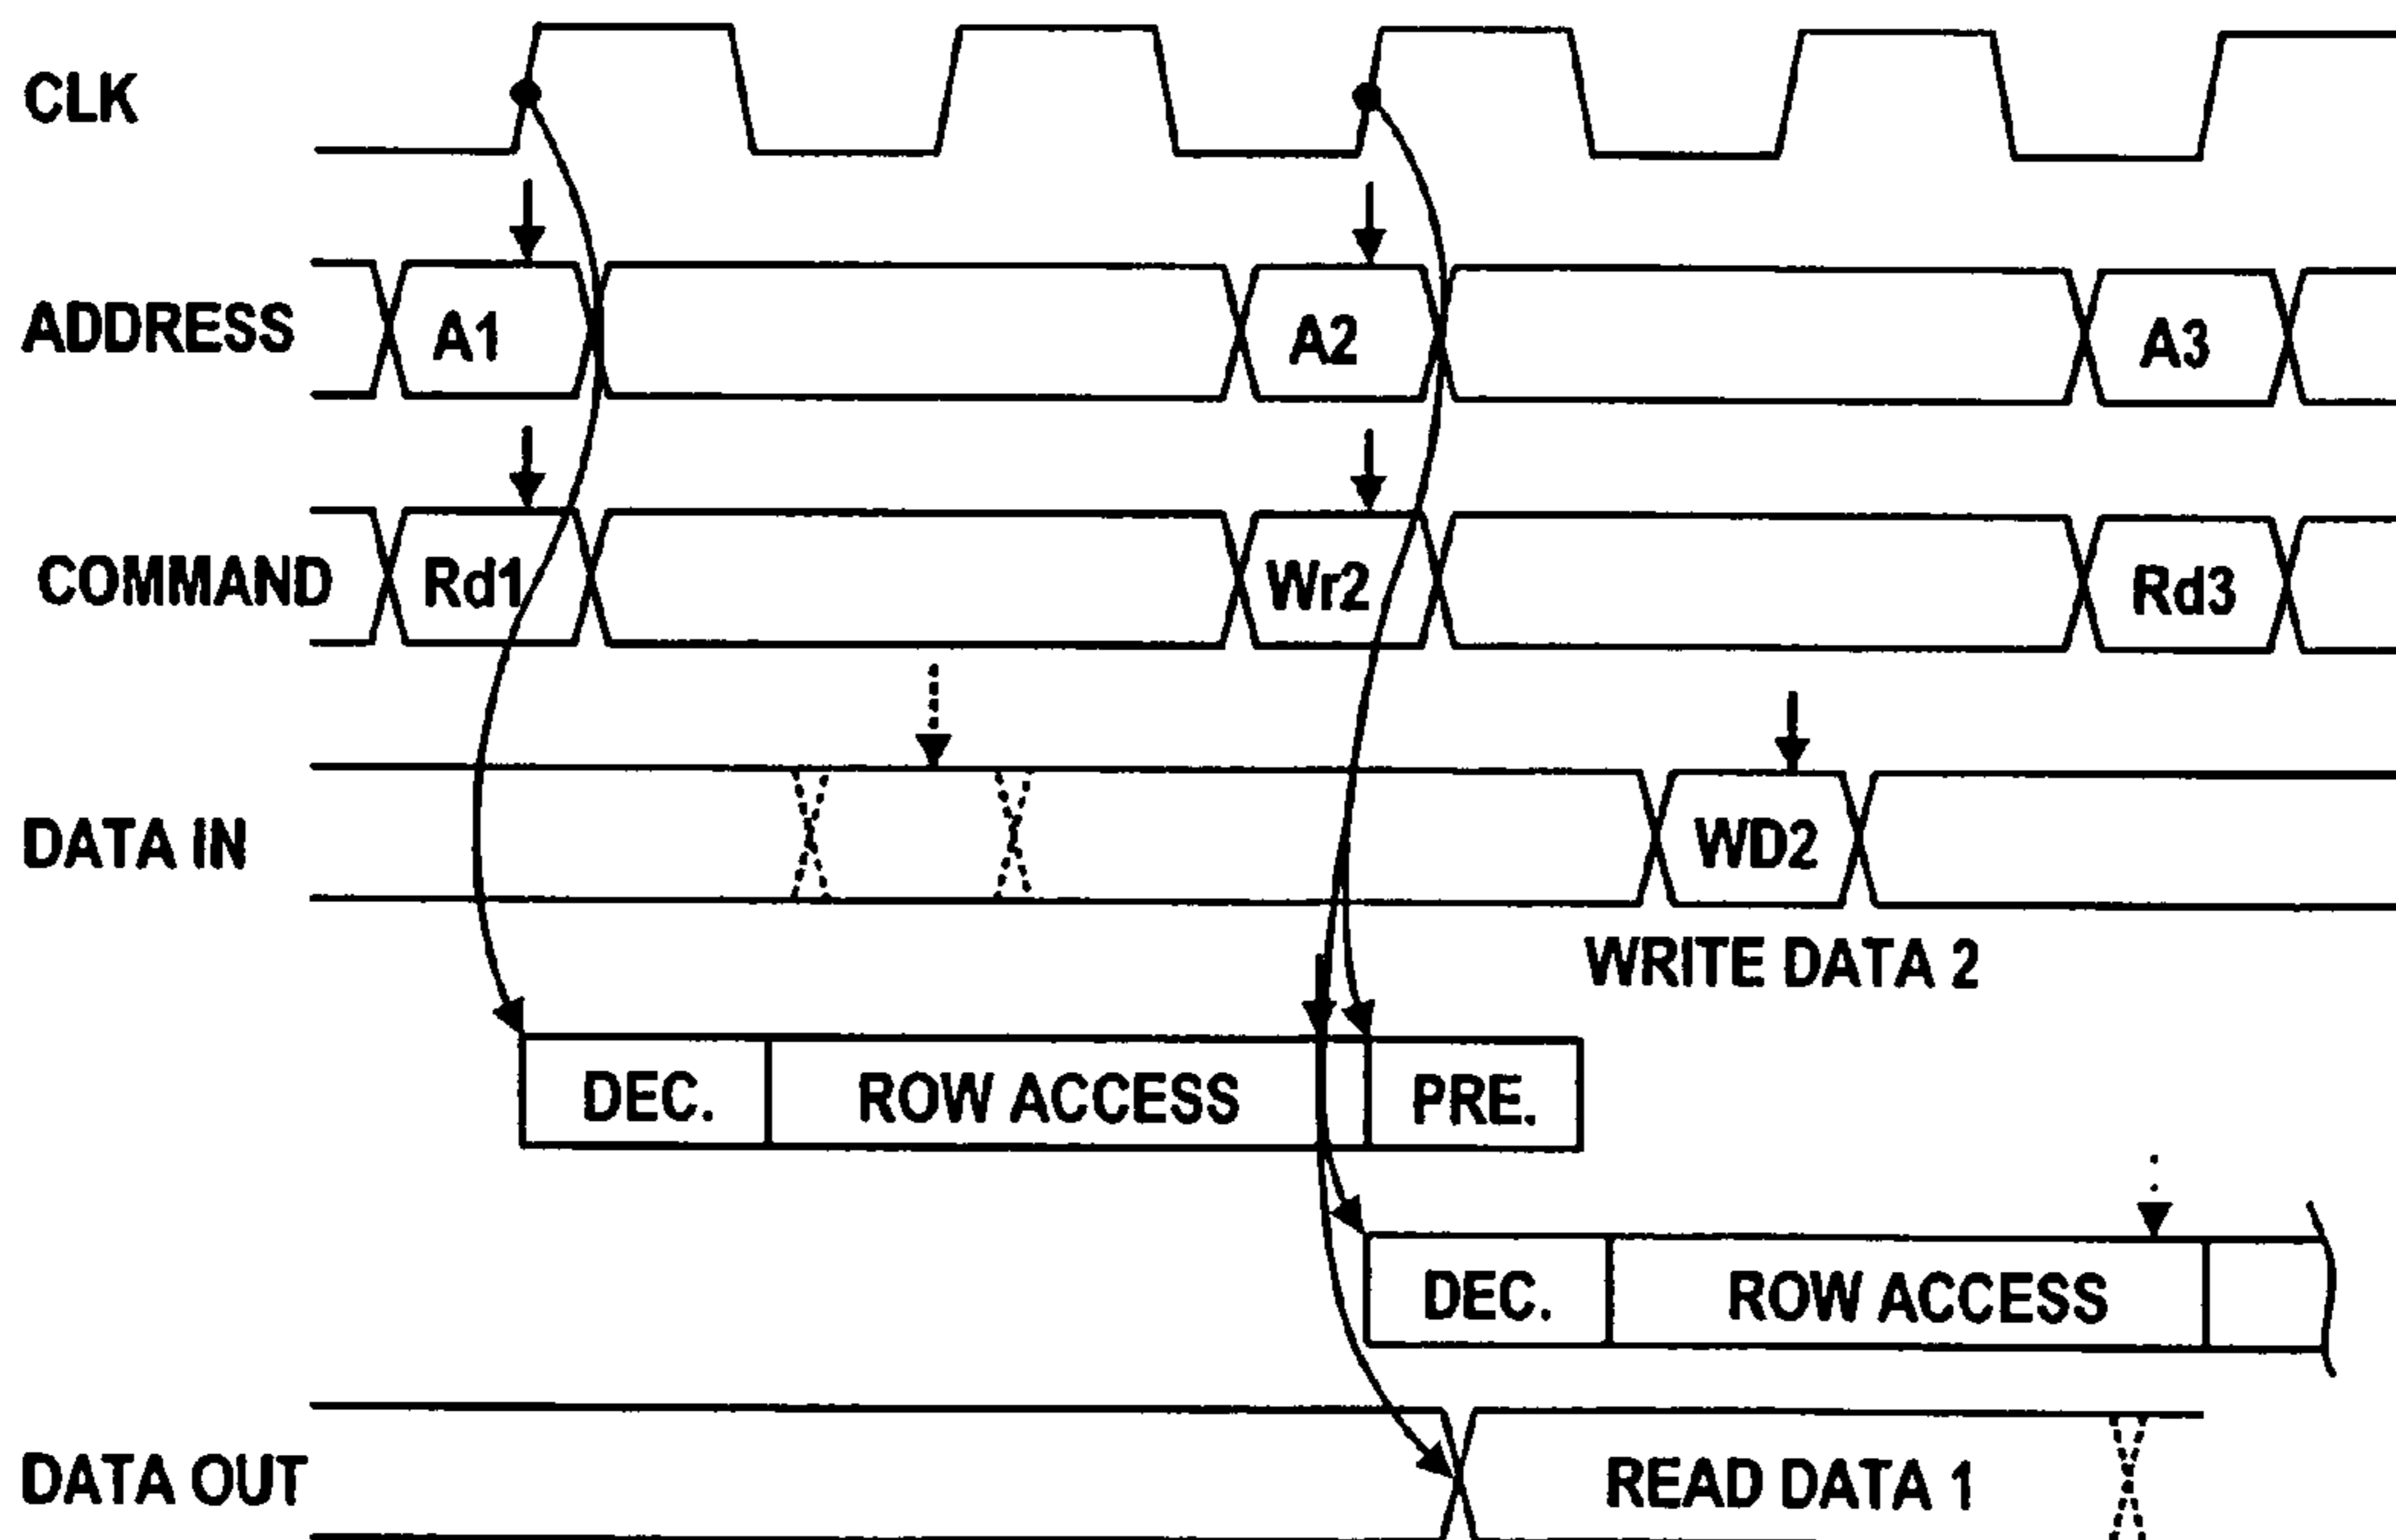 CLK
ADDRESS A1 A2 A3
COMMAND Rd1 Wr2 Rd3
DATA IN WD2
WRITE DATA 2
DEC. ROW ACCESS PRE.
DEC. ROW ACCESS
DATA OUT READ DATA 1